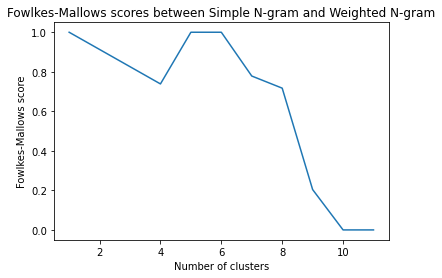 Fowlkes-Mallows scores between Simple N-gram and Weighted N-gram
1.0
0.8
0.6
0.4
0.2
0.0
Fowlkes-Mallows score
2 4 6 8 10
Number of clusters